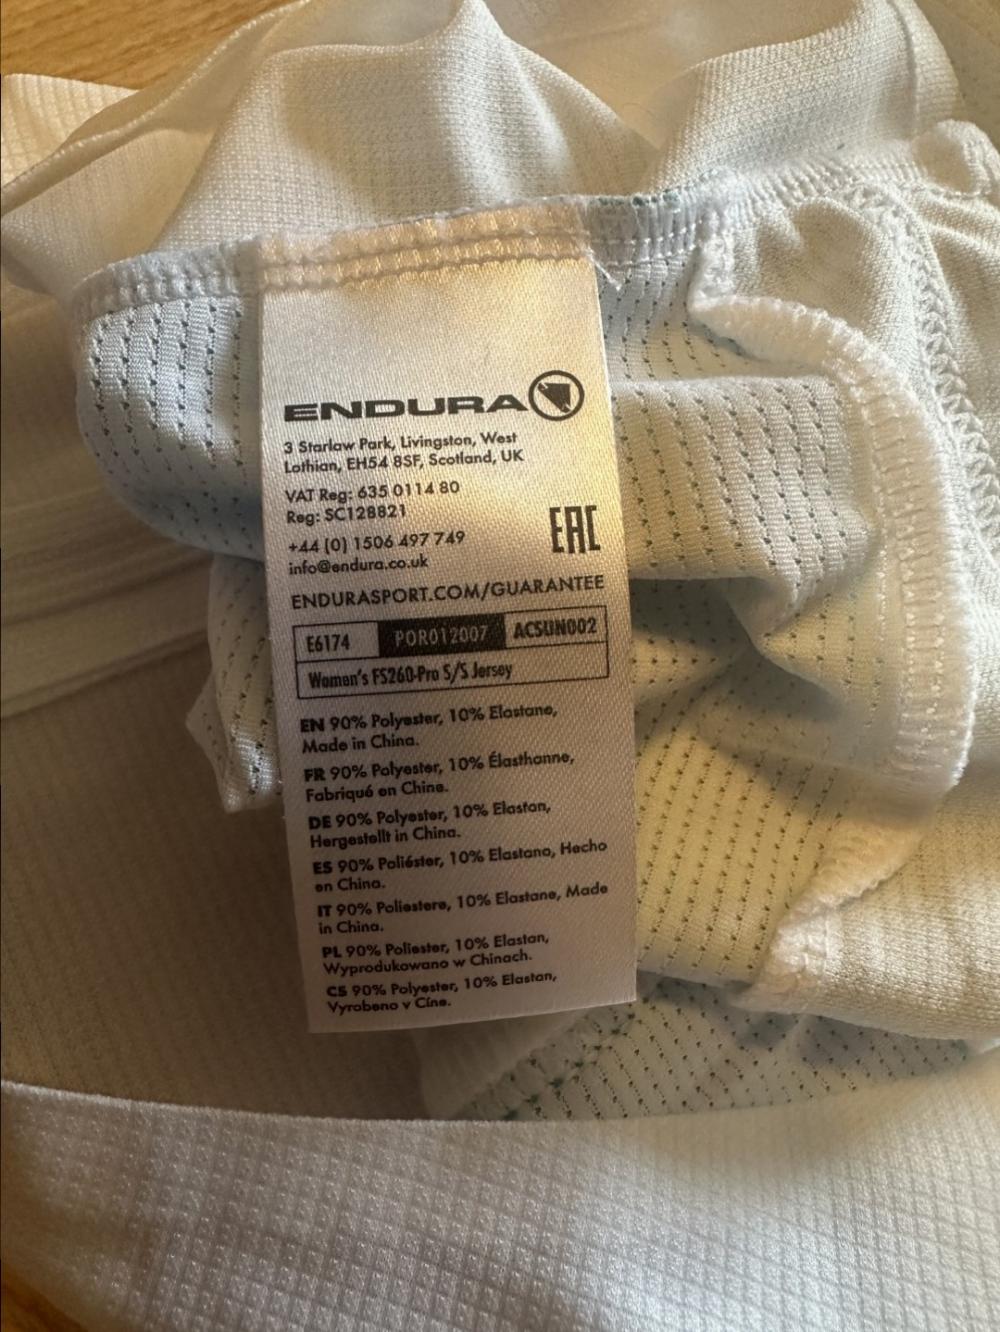 ENDURA
3 Starlaw Park, Livingston, West
Lothian, EH54 8SF, Scotland, UK
VAT Reg: 635 0114 80
Reg: SC128821
+44 (0) 1506 497 749
info@endura.co.uk
EAC
ENDURASPORT.COM/GUARANTEE
E6174 POR012007 ACSUN002
Women's FS260-Pro S/S Jersey
EN 90% Polyester, 10% Elastane,
Made in China.
FR 90% Polyester, 10% Élasthanne,
Fabriqué en Chine.
DE 90% Polyester, 10% Elastan,
Hergestellt in China.
ES 90% Poliéster, 10% Elastano, Hecho
en China.
IT 90% Poliestere, 10% Elastane, Made
in China.
PL 90% Poliester, 10% Elastan,
Wyprodukowano w Chinach.
CS 90% Polyester, 10% Elastan,
Vyrobeno v Cíne.